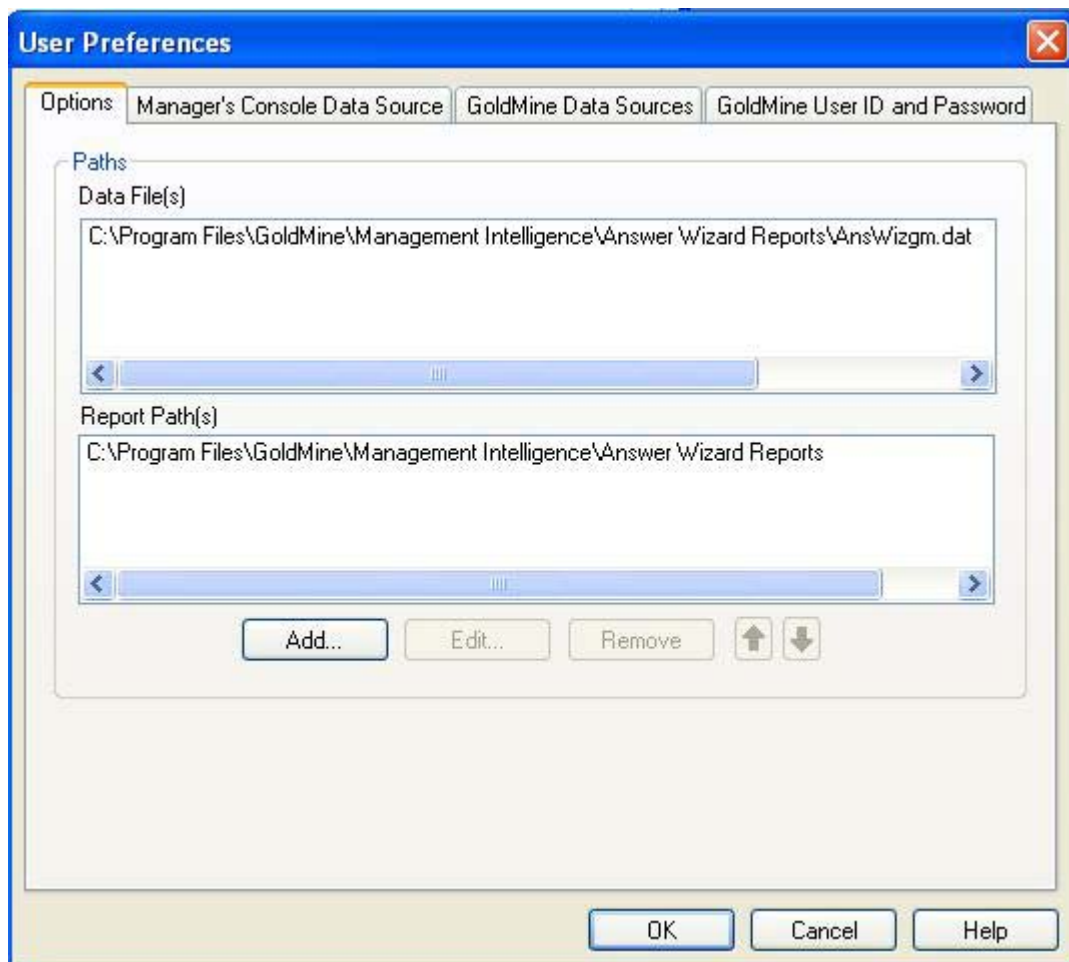 User Preferences
Options Manager's Console Data Source GoldMine Data Sources GoldMine User ID and Password
Paths
Data File(s)
C:\Program Files\GoldMine\Management Intelligence\Answer Wizard Reports\AnsWizgm.dat
Report Path(s)
C:\Program Files\GoldMine\Management Intelligence\Answer Wizard Reports
Add... Edit... Remove
OK Cancel Help